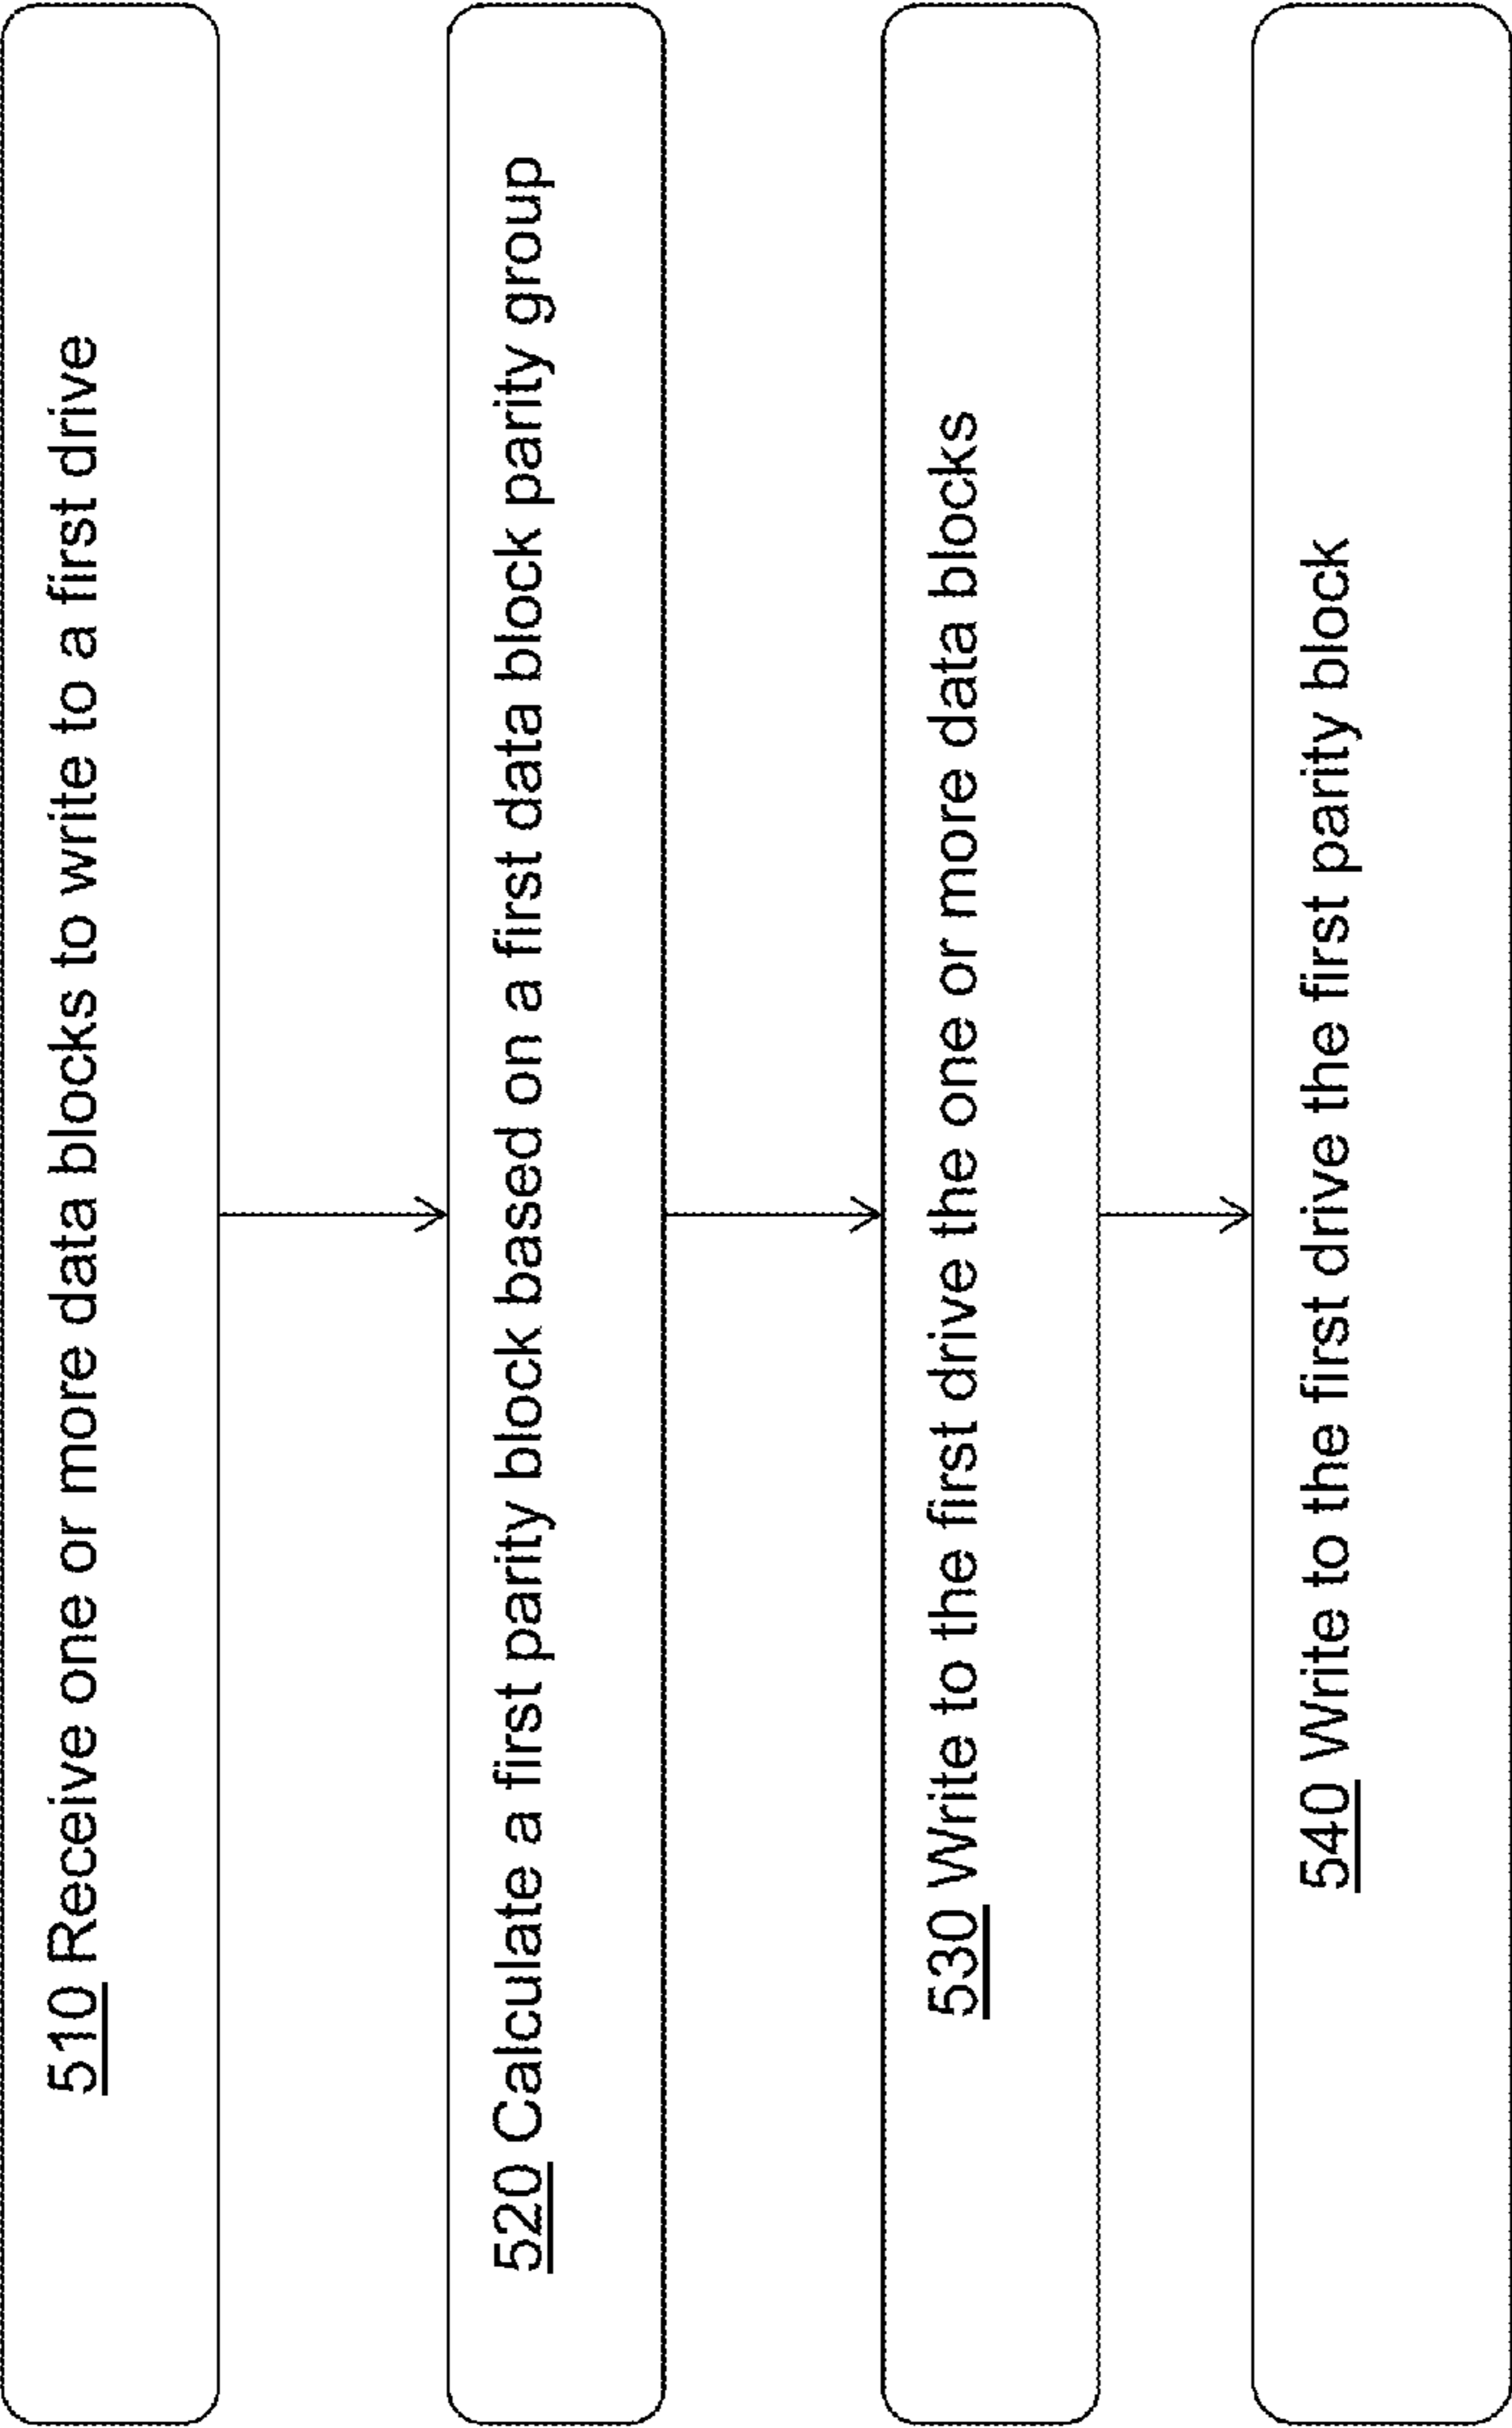 510 Receive one or more data blocks to write to a first drive
520 Calculate a first parity block based on a first data block parity group
530 Write to the first drive the one or more data blocks
540 Write to the first drive the first parity block